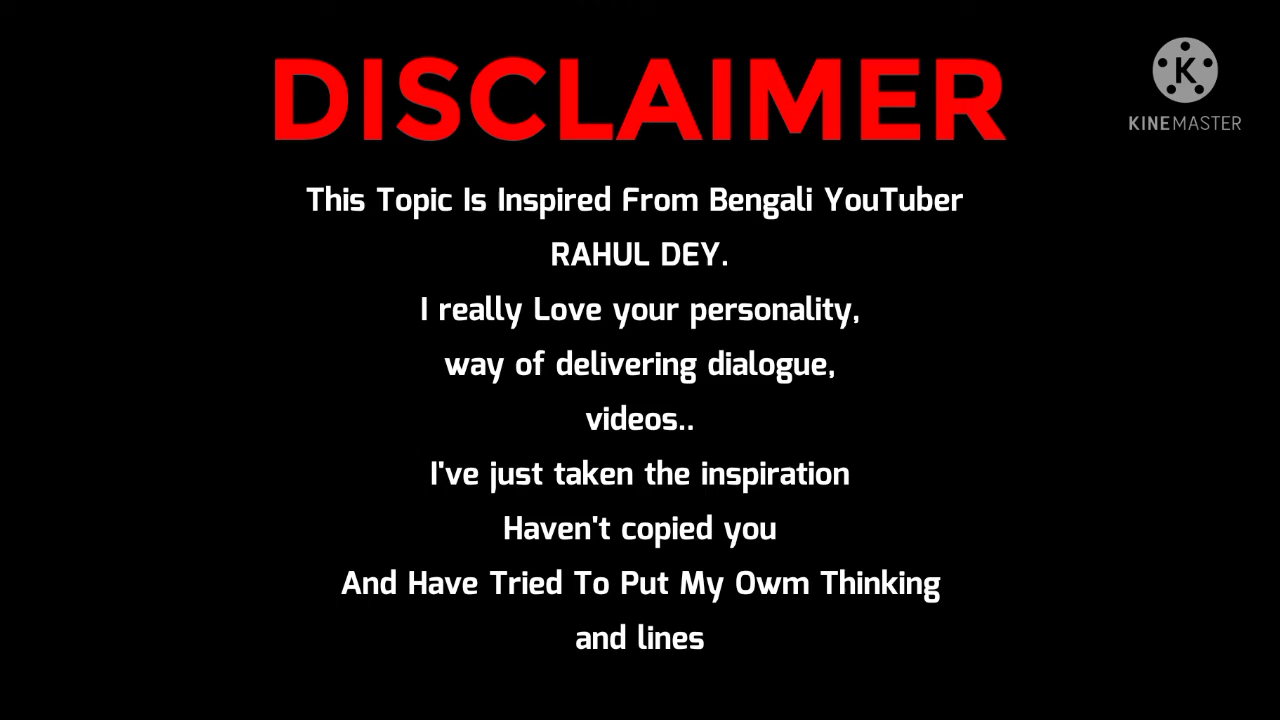 DISCLAIMER
K
KINEMASTER
This Topic Is Inspired From Bengali YouTuber
RAHUL DEY.
I really Love your personality,
way of delivering dialogue,
videos..
I've just taken the inspiration
Haven't copied you
And Have Tried To Put My Owm Thinking
and lines